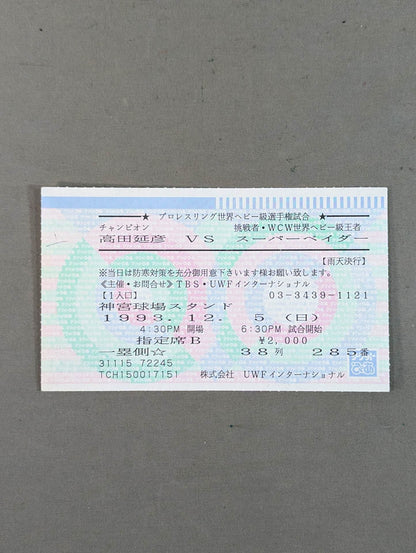 ★ プロレスリング世界ヘビー級選手権試合 ★
チャンピオン 挑戦者・WCW世界ヘビー級王者
高田延彦 VS スーパーベイダー
【雨天決行】
※当日は防寒対策を充分御用意下さいます様お願い致します。
《主催・お問合せ》TBS・UWFインターナショナル
【1人口】 03-3439-1121
神宮球場スタンド
1993.12. 5(日)
4:30PM 開場 6:30PM 試合開始
指定席B ¥2,000
一塁側☆ 38列 285番
31115 72245
TCH150017151 株式会社 UWFインターナショナル